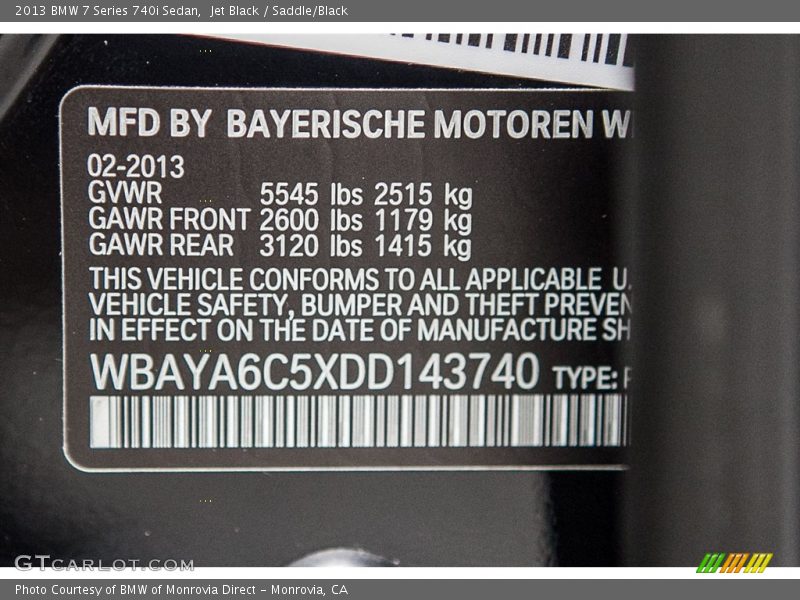 2013 BMW 7 Series 740i Sedan,  Jet Black / Saddle/Black
MFD BY BAYERISCHE MOTOREN
02-2013
GVWR 5545 lbs 2515 kg
GAWR FRONT 2600 lbs 1179 kg
GAWR REAR 3120 lbs 1415 kg
THIS VEHICLE CONFORMS TO ALL APPLICABLE U.
VEHICLE SAFETY, BUMPER AND THEFT PREVEN
IN EFFECT ON THE DATE OF MANUFACTURE SH
WBAYA6C5XDD143740 TYPE:
GTCARLOT.COM
Photo Courtesy of BMW of Monrovia Direct - Monrovia, CA